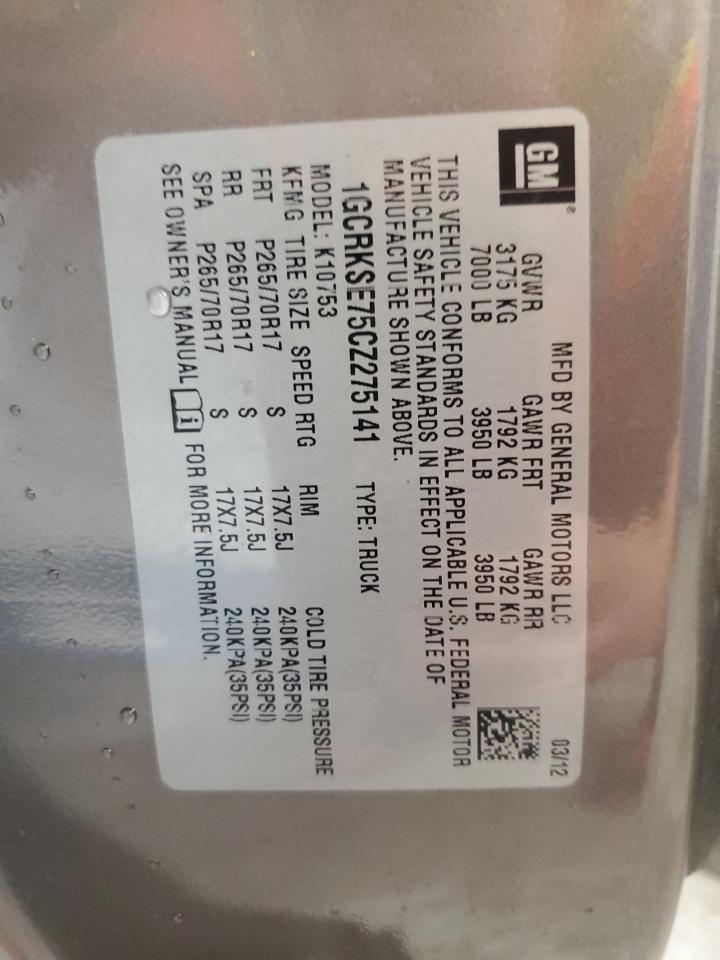 GM®
MFD BY GENERAL MOTORS LLC 03/12
GVWR GAWR FRT GAWR RR
3175 KG 1792 KG 1792 KG
7000 LB 3950 LB 3950 LB
THIS VEHICLE CONFORMS TO ALL APPLICABLE U.S. FEDERAL MOTOR
VEHICLE SAFETY STANDARDS IN EFFECT ON THE DATE OF
MANUFACTURE SHOWN ABOVE.
1GCRKSE75CZ275141 TYPE: TRUCK
MODEL: K10753
KFMG TIRE SIZE SPEED RTG RIM COLD TIRE PRESSURE
FRT P265/70R17 S 17X7.5J 240KPA(35PSI)
RR P265/70R17 S 17X7.5J 240KPA(35PSI)
SPA P265/70R17 S 17X7.5J 240KPA(35PSI)
SEE OWNER'S MANUAL i FOR MORE INFORMATION.